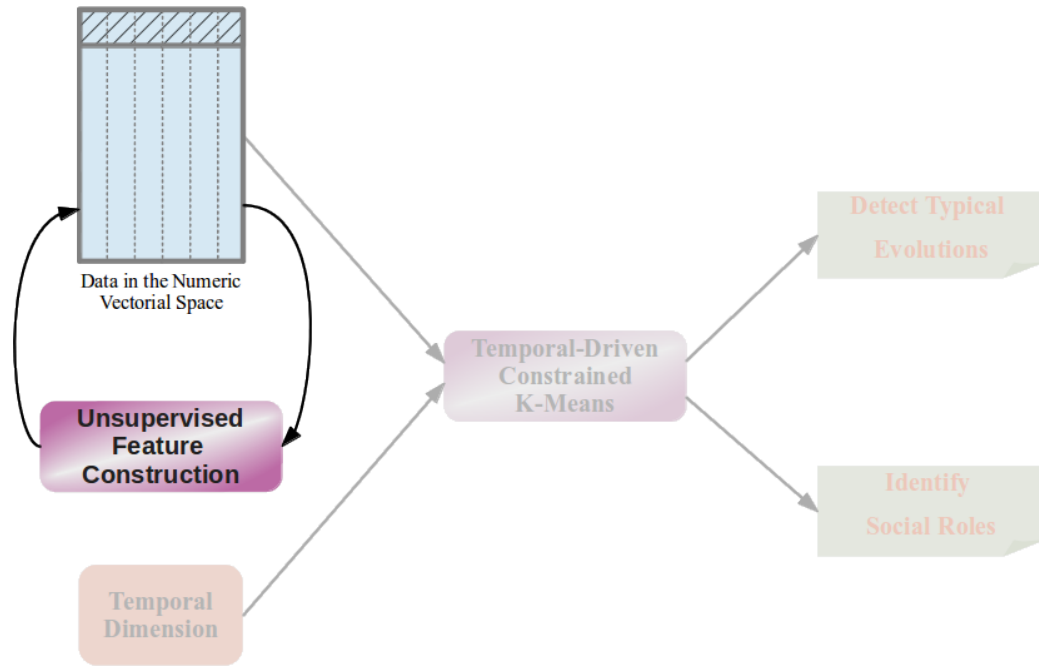 Data in the Numeric
Vectorial Space
Unsupervised
Feature
Construction
Temporal
Dimension
Temporal-Driven
Constrained
K-Means
Detect Typical
Evolutions
Identify
Social Roles